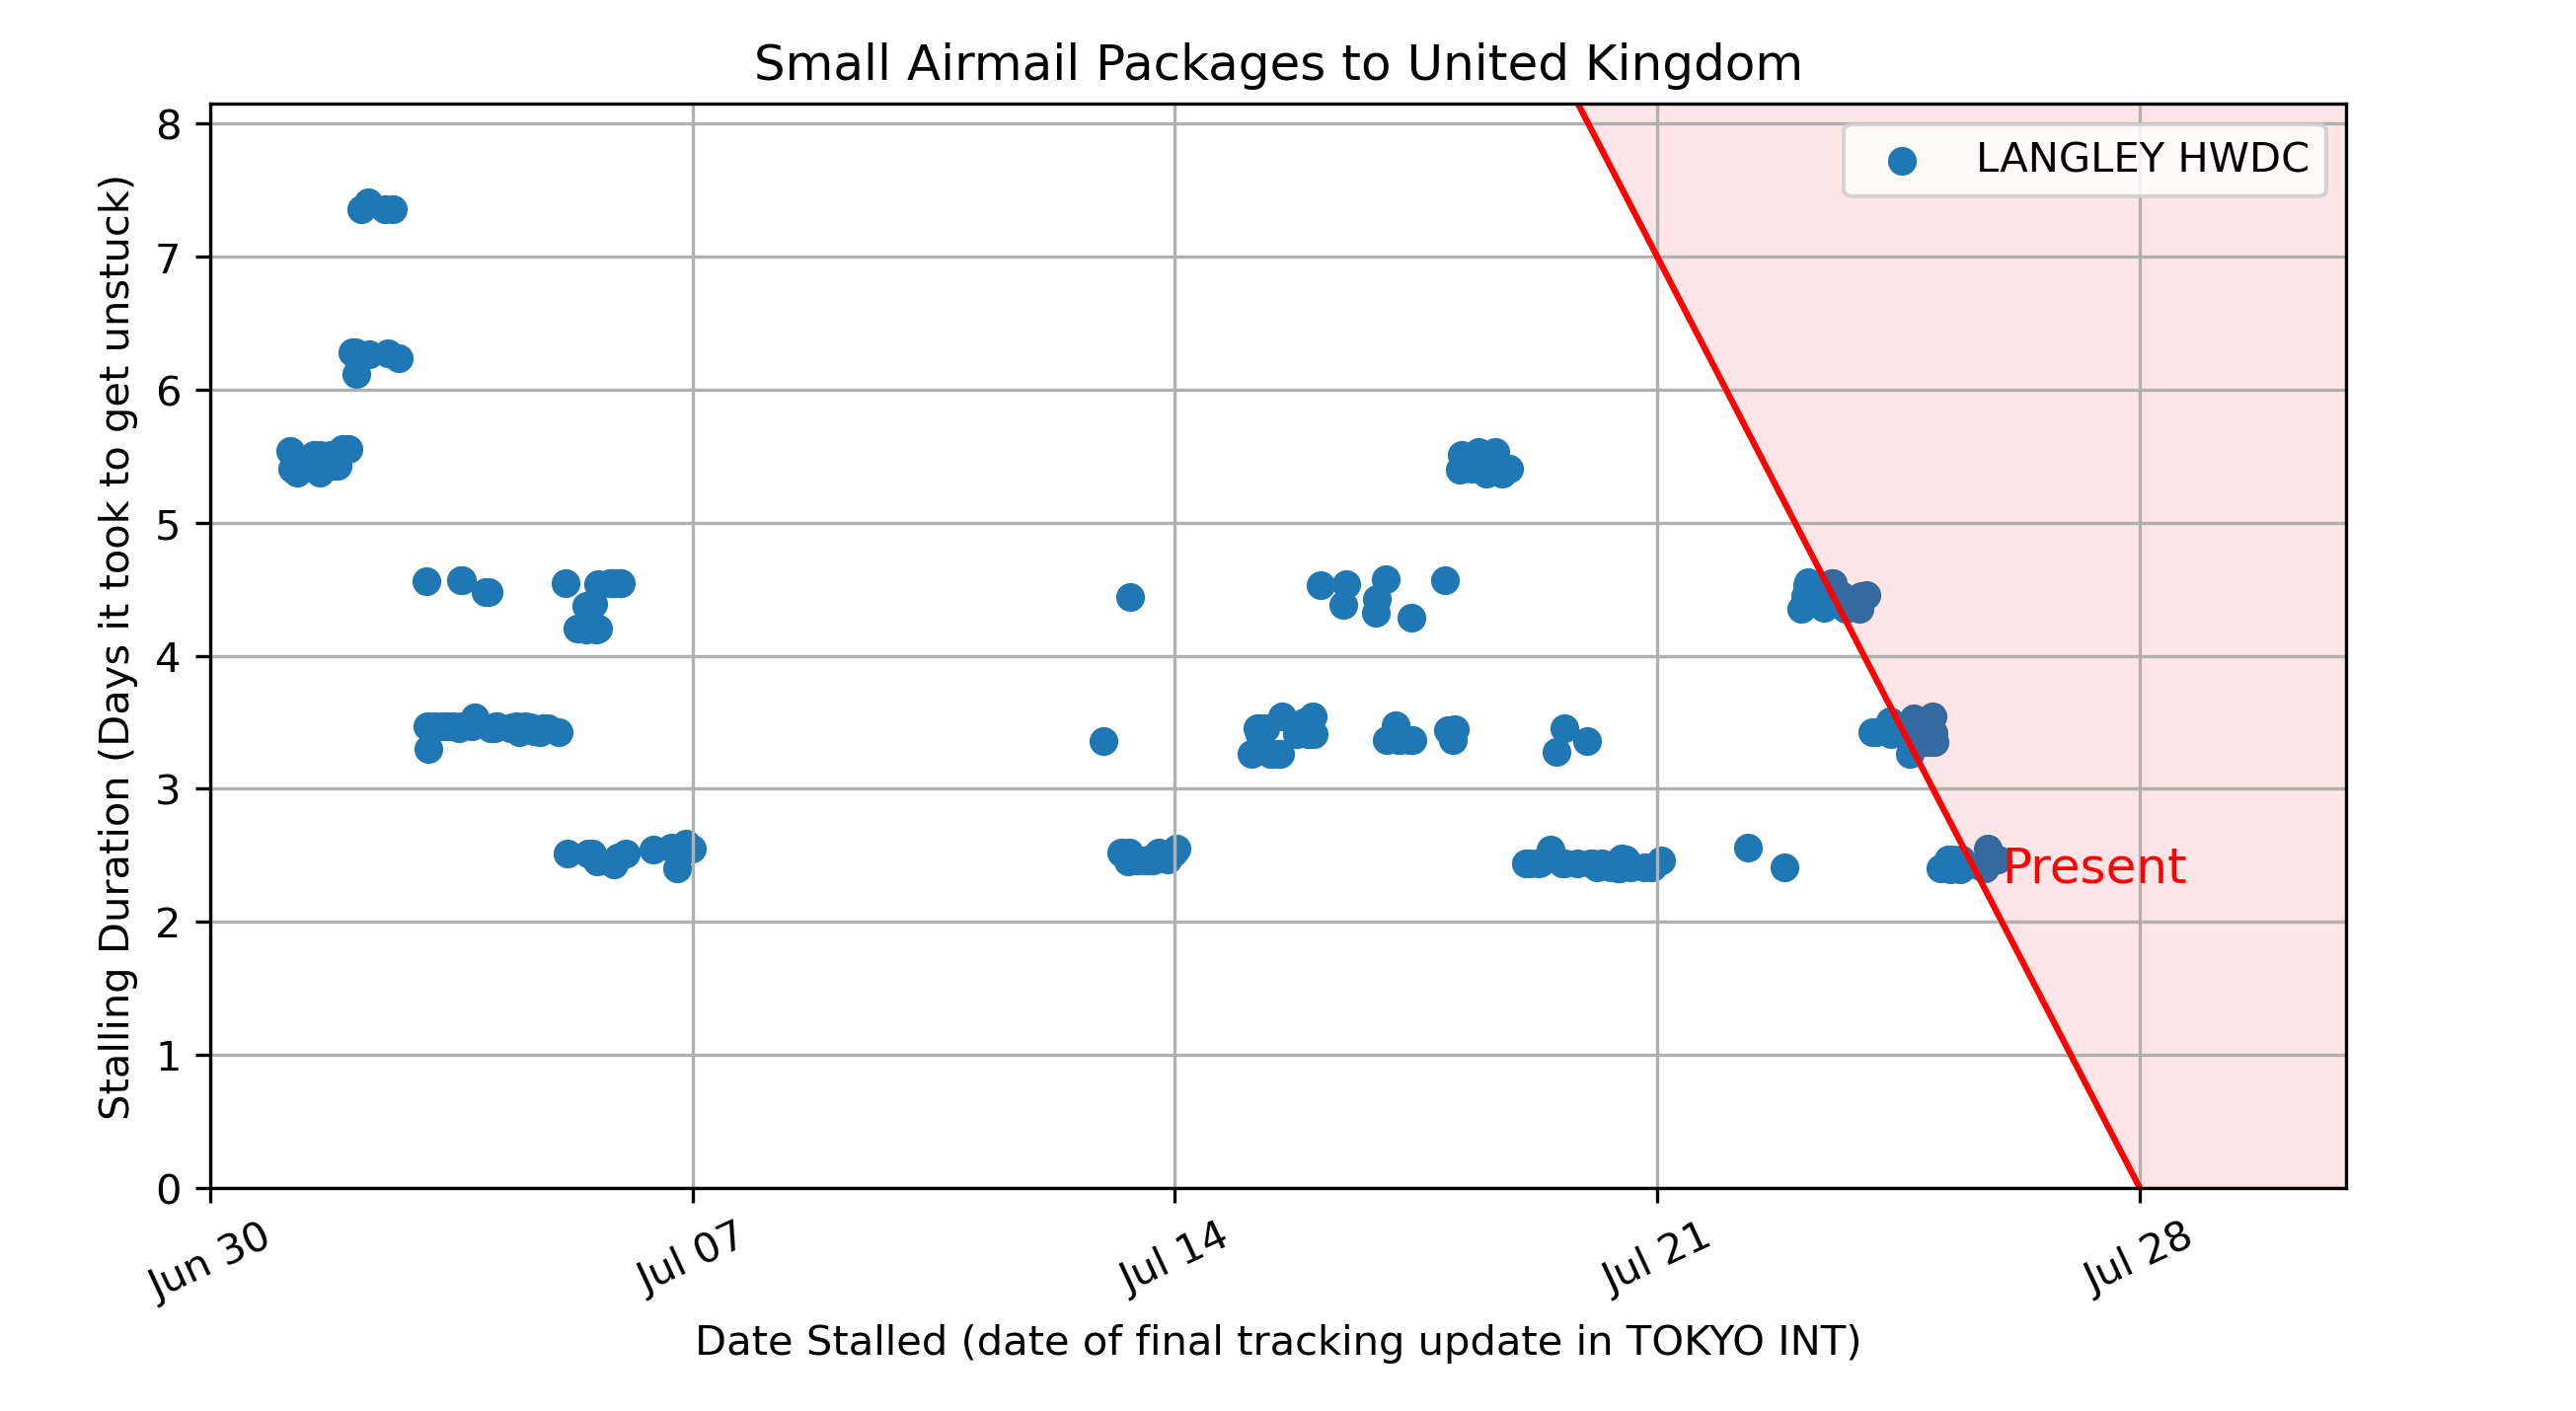 Small Airmail Packages to United Kingdom
Stalling Duration (Days it took to get unstuck)
8
7
6
5
4
3
2
1
0
LANGLEY HWDC
Present
Jun 30
Jul 07
Jul 14
Jul 21
Jul 28
Date Stalled (date of final tracking update in TOKYO INT)